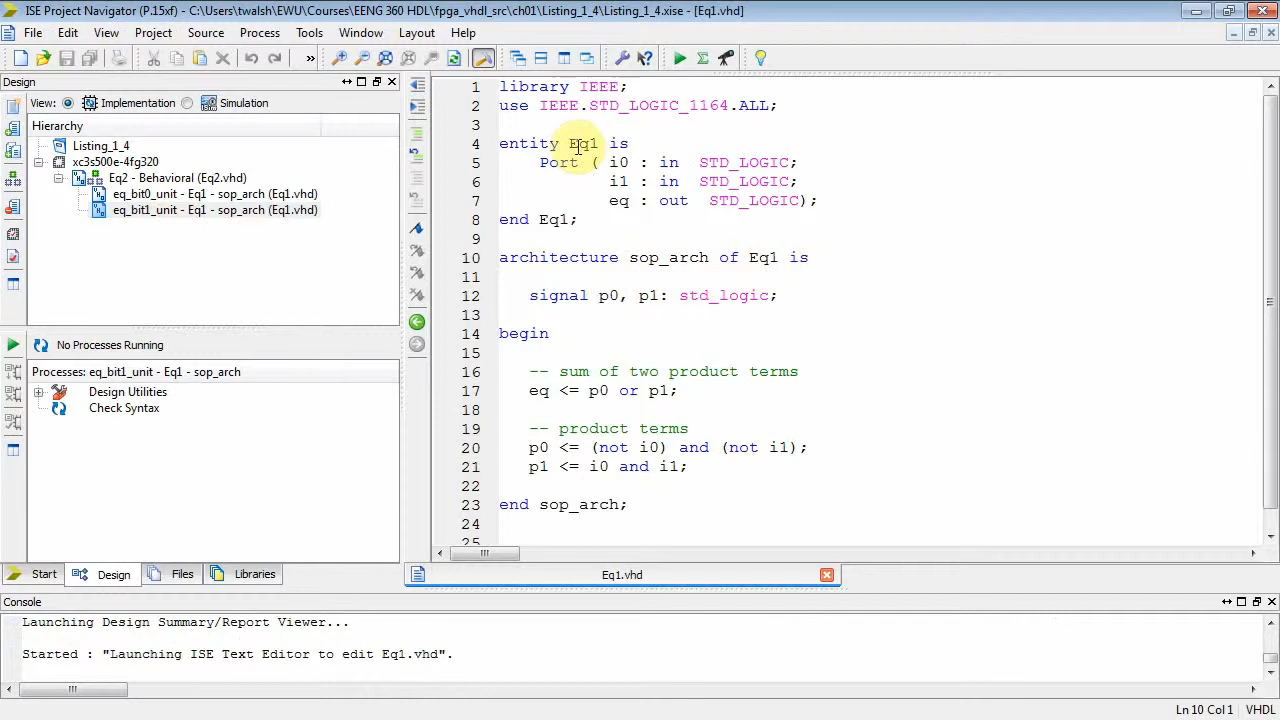 ISE Project Navigator (P.15xf) - C:\Users\twalsh\EWU\Courses\EENG 360 HDL\fpga_vhdl_src\ch01\Listing_1_4\Listing_1_4.xise - [Eq1.vhd]
File Edit View Project Source Process Tools Window Layout Help
Design
View: Implementation Simulation
Hierarchy
Listing_1_4
xc3s500e-4fg320
Eq2 - Behavioral (Eq2.vhd)
eq_bit1_unit - Eq1 - sop_arch (Eq1.vhd)
eq_bit1_unit - Eq1 - sop_arch (Eq1.vhd)
No Processes Running
Processes: eq_bit1_unit - Eq1 - sop_arch
Design Utilities
Check Syntax
Start Design Files Libraries
1 library IEEE;
2 use IEEE.STD_LOGIC_1164.ALL;
3
4 entity Eq1 is
5 Port ( i0 : in STD_LOGIC;
6 i1 : in STD_LOGIC;
7 eq : out STD_LOGIC);
8 end Eq1;
9
10 architecture sop_arch of Eq1 is
11
12 signal p0, p1: std_logic;
13
14 begin
15
16 -- sum of two product terms
17 eq <= p0 or p1;
18
19 -- product terms
20 p0 <= (not i0) and (not i1);
21 p1 <= i0 and i1;
22
23 end sop_arch;
24
25
Eq1.vhd
Console
Launching Design Summary/Report Viewer...
Started : "Launching ISE Text Editor to edit Eq1.vhd".
Ln 10 Col 1 VHDL